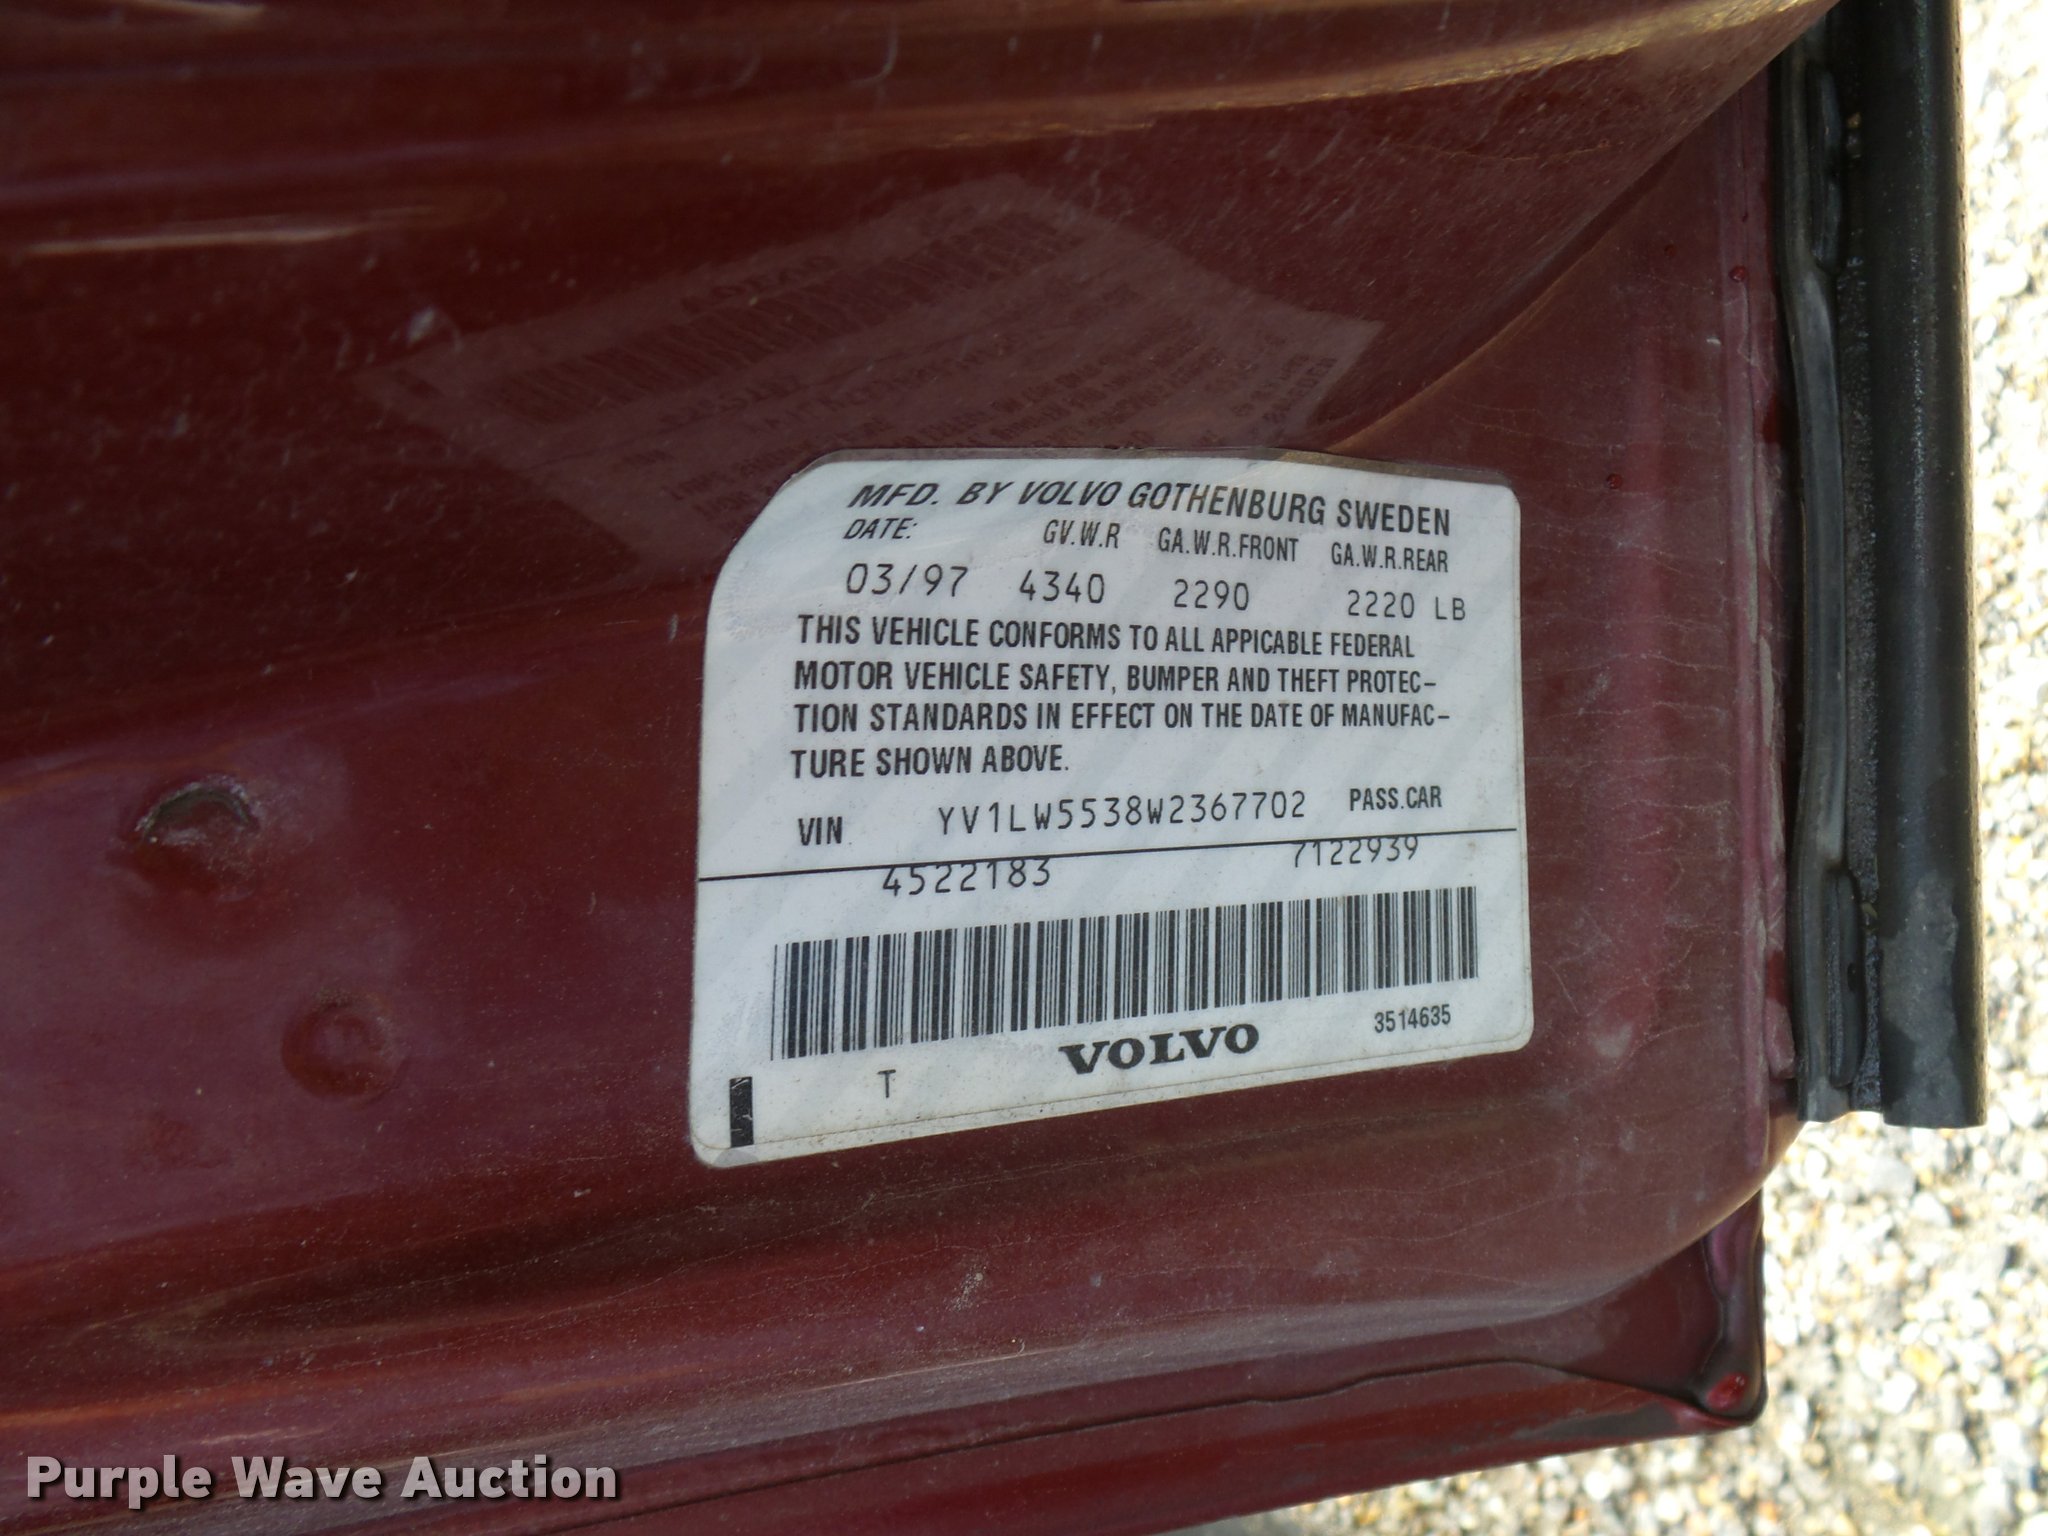 MFD. BY VOLVO GOTHENBURG SWEDEN
DATE: GV.W.R GA.W.R.FRONT GA.W.R.REAR
03/97 4340 2290 2220 LB
THIS VEHICLE CONFORMS TO ALL APPICABLE FEDERAL
MOTOR VEHICLE SAFETY, BUMPER AND THEFT PROTEC-
TION STANDARDS IN EFFECT ON THE DATE OF MANUFAC-
TURE SHOWN ABOVE.
VIN YV1LW5538W2367702 PASS.CAR
4522183 7122939
3514635
T VOLVO
Purple Wave Auction